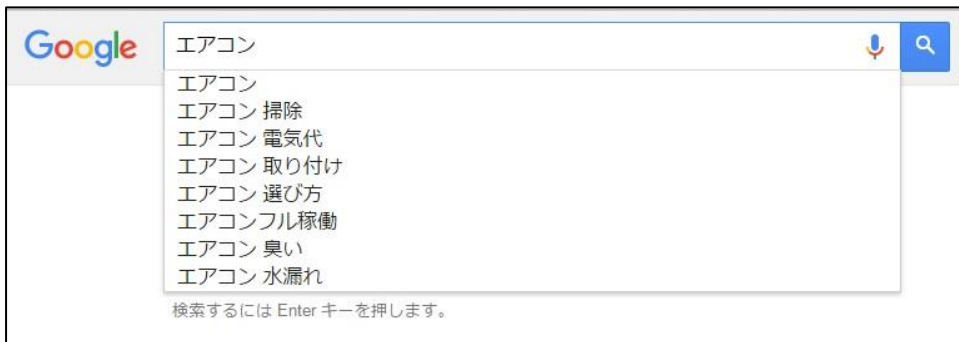 Google
エアコン
エアコン
エアコン 掃除
エアコン 電気代
エアコン 取り付け
エアコン 選び方
エアコンフル稼働
エアコン 臭い
エアコン 水漏れ
検索するには Enter キーを押します。